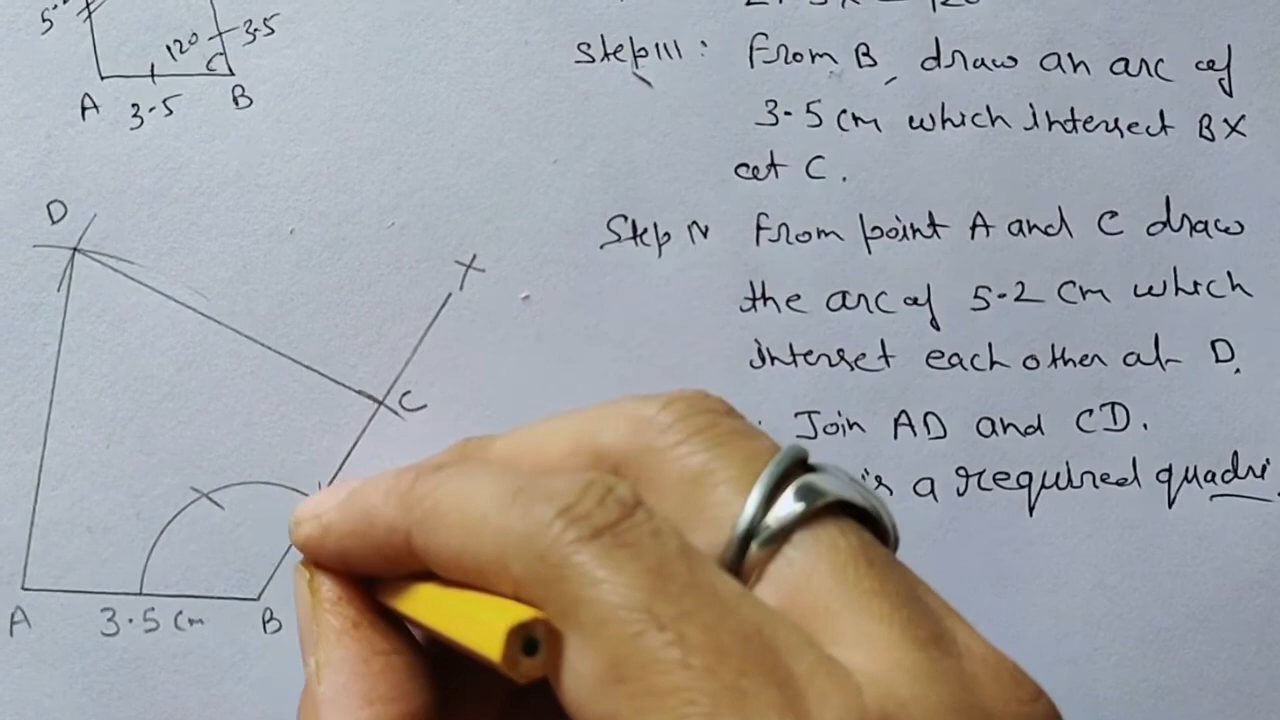 5.
120
3.5
C
A
3.5
B
Step III : From B, draw an arc of
3.5 cm which intersect BX
at C.
Step IV From point A and C draw
the arc of 5.2 cm which
interset each other at D.
Join AD and CD.
is a required quadri.
D
X
C
A
3.5 cm
B